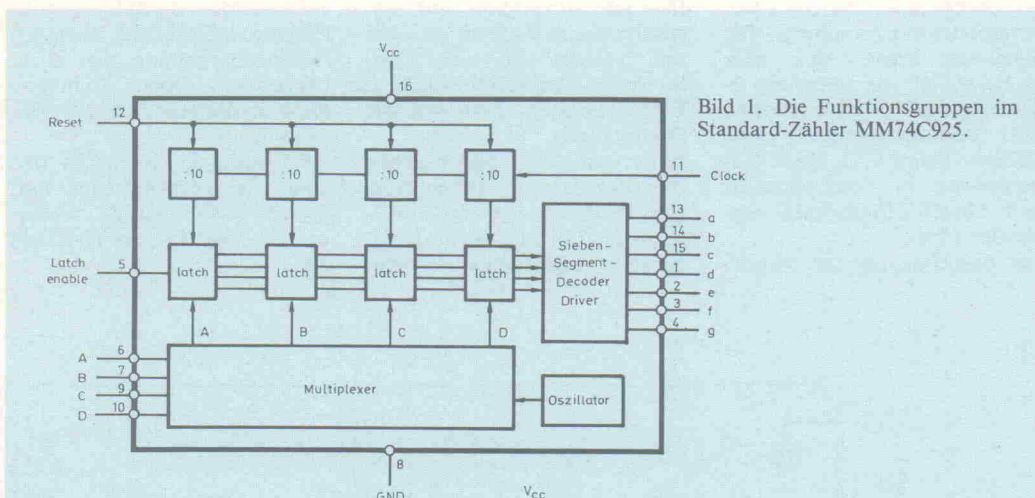 V_CC
16
Reset
12
:10
:10
:10
:10
11
Clock
Bild 1. Die Funktionsgruppen im
Standard-Zähler MM74C925.
Latch
enable
5
latch
latch
latch
latch
Sieben-
Segment-
Decoder
Driver
13
a
14
b
15
c
1
d
2
e
3
f
4
g
A
B
C
D
A
6
B
7
C
9
D
10
Multiplexer
Oszillator
8
GND
V_CC